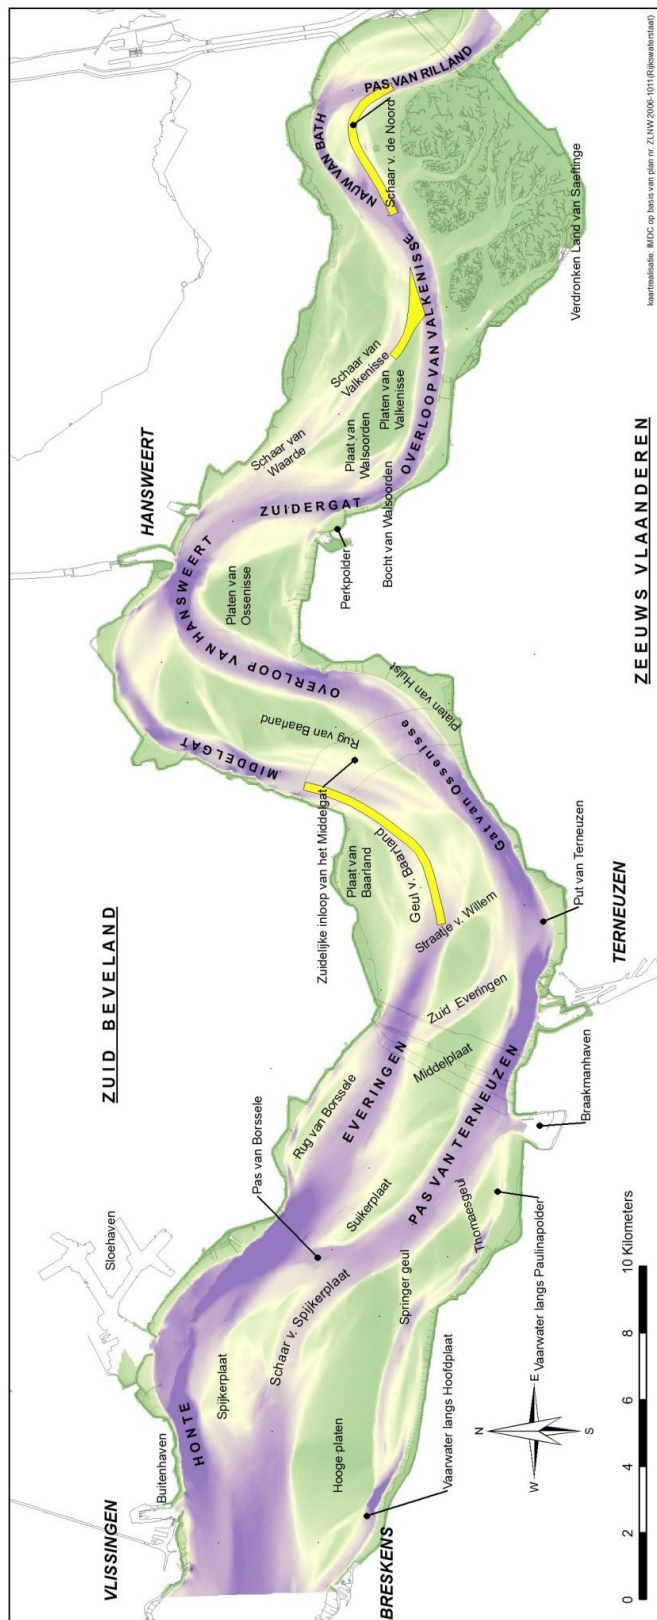 VLISSINGEN
Buitenhaven
Sloehaven
HONTE
Spijkerplaat
Schaar v. Spijkerplaat
Hooge platen
BRESKENS
Vaarwater langs Hoofdplaat
Springer geul
Thomaesgeul
Vaarwater langs Paulinapolder
Pas van Borssele
Rug van Borssele
Suikerplaat
EVERINGEN
PAS VAN TERNEUZEN
Middelplaat
Zuid Everingen
Braakmanhaven
TERNEUZEN
Put van Terneuzen
Straatje v. Willem
ZUID BEVELAND
Plaat van
Baarland
Geul v. Baarland
Zuidelijke inloop van het Middelgat
MIDDELGAT
Rug van Baarland
Gat van Ossenisse
Platen van Hulst
OVERLOOP VAN HANSWEERT
Platen van
Ossenisse
HANSWEERT
ZUIDERGAT
Perkpolder
Bocht van Walsoorden
Schaar van
Waarde
Plaat van
Walsoorden
Schaar van
Valkenisse
Platen van
Valkenisse
OVERLOOP VAN VALKENISSE
NAUW VAN BATH
Schaar v. de Noord
PAS VAN RILLAND
Verdronken Land van Saeftinge
ZEEUWS VLAANDEREN
N
E
S
W
0 2 4 6 8 10 Kilometers
kaartrealisatie: IMDC op basis van plan nr. ZLNW 2006-1011 (Rijkswaterstaat)